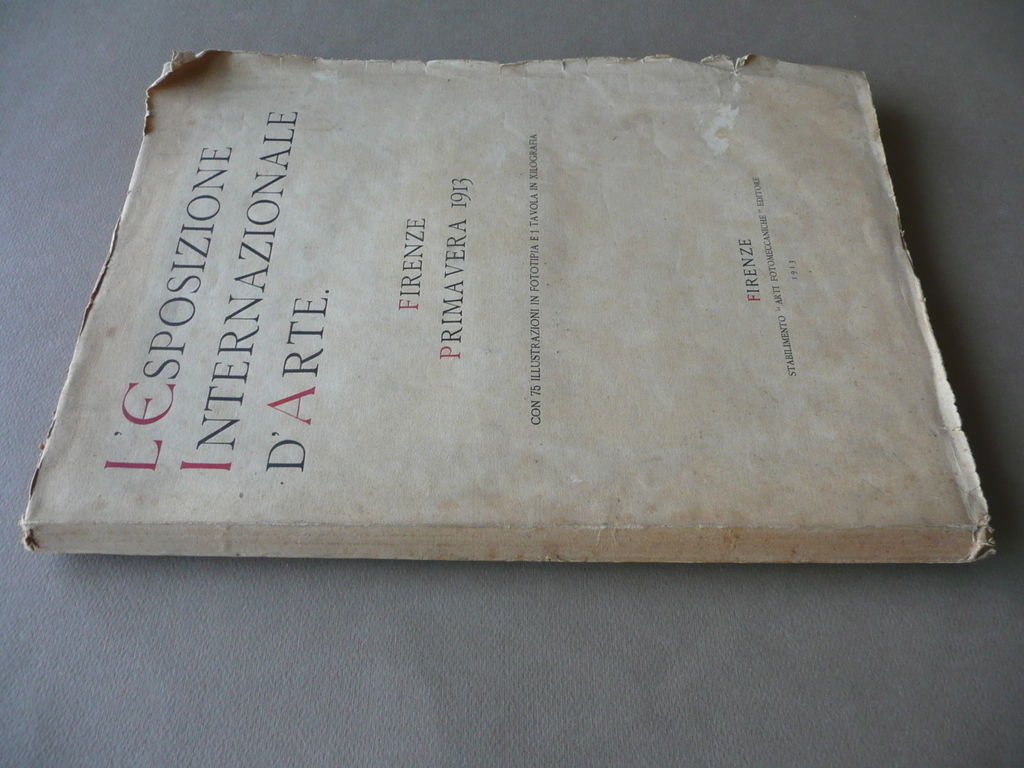 L'ESPOSIZIONE
INTERNAZIONALE
D'ARTE.
FIRENZE
PRIMAVERA 1913
CON 75 ILLUSTRAZIONI IN FOTOTIPIA E 1 TAVOLA IN XILOGRAFIA
FIRENZE
STABILIMENTO "ARTI FOTOMECCANICHE" EDITORE
1913